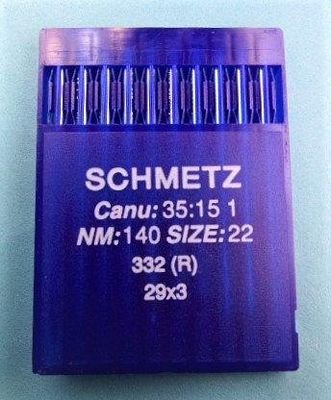 SCHMETZ
Canu: 35:15 1
NM:140 SIZE:22
332 (R)
29x3